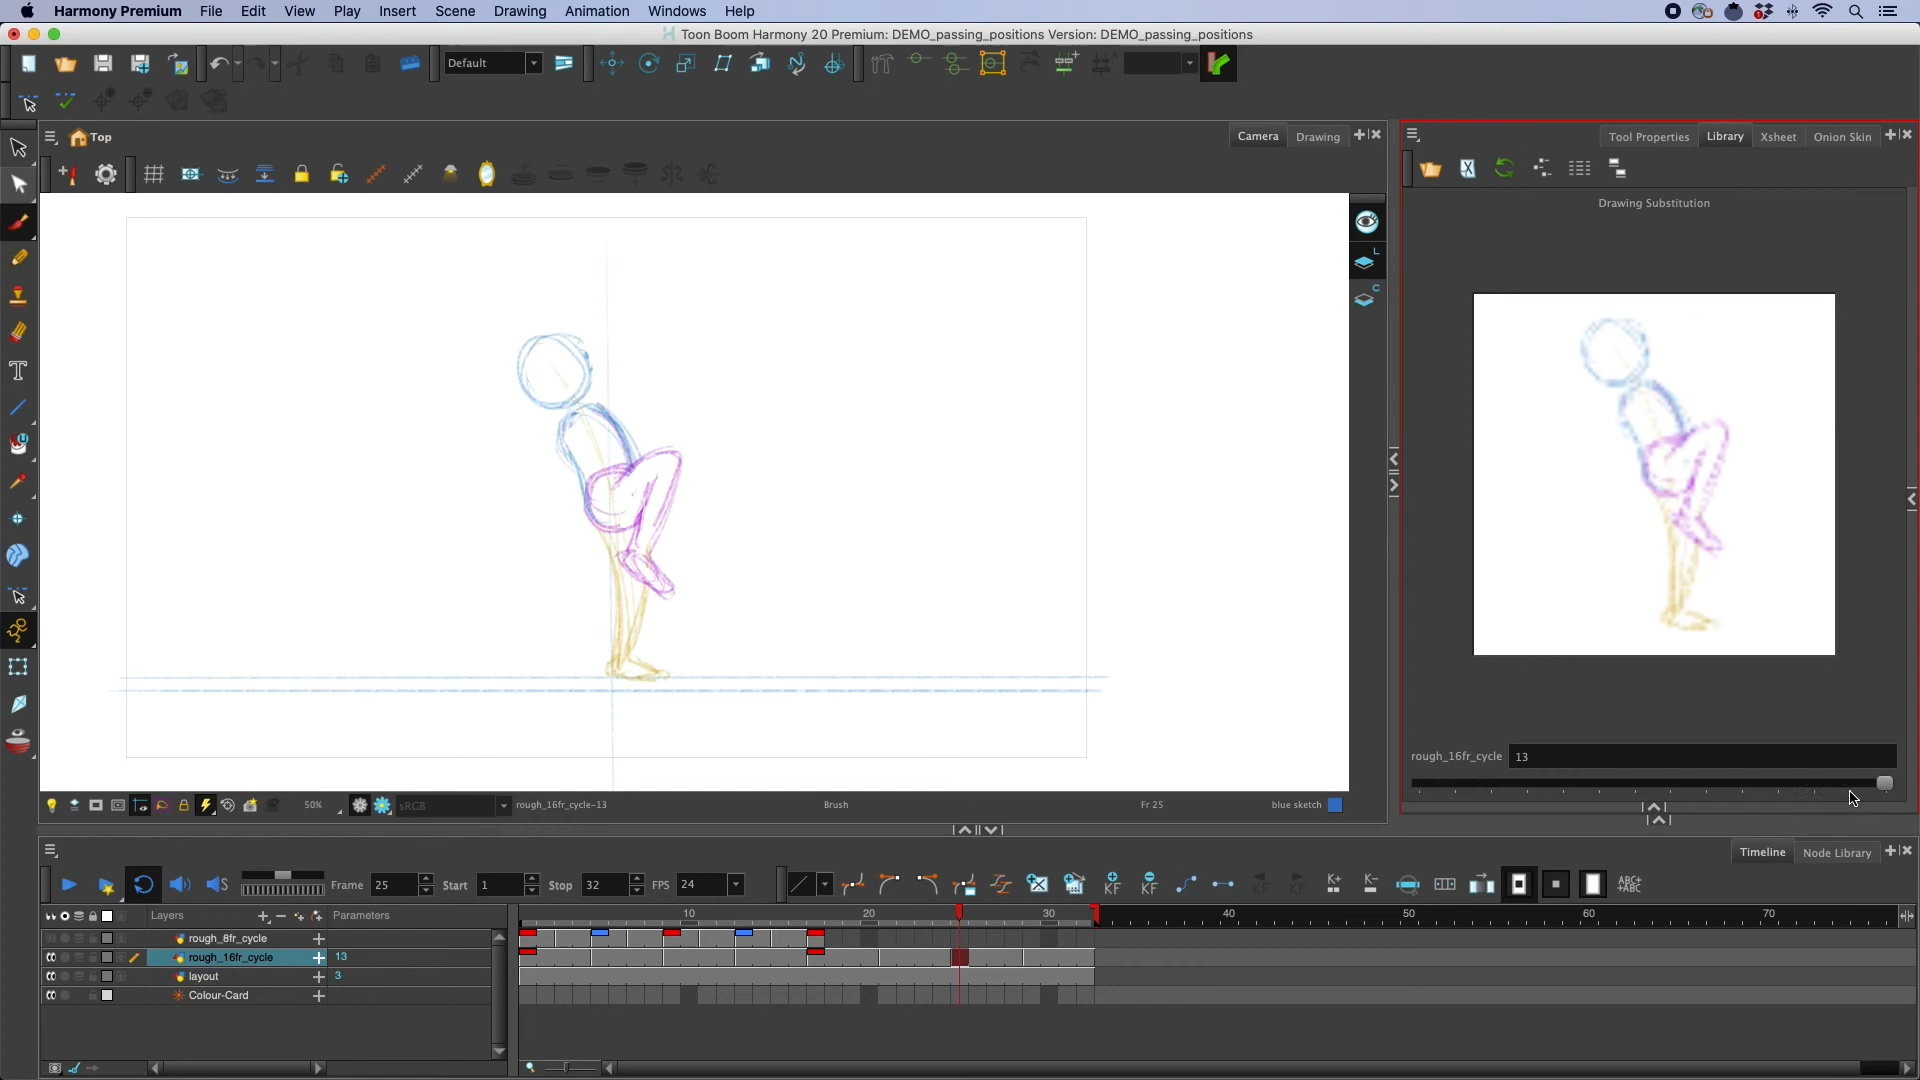 Harmony Premium File Edit View Play Insert Scene Drawing Animation Windows Help
Toon Boom Harmony 20 Premium: DEMO_passing_positions Version: DEMO_passing_positions
Default
Top
Camera Drawing
Tool Properties Library Xsheet Onion Skin
Drawing Substitution
L
C
rough_16fr_cycle 13
50% sRGB rough_16fr_cycle-13 Brush Fr 25 blue sketch
Timeline Node Library
Frame 25 Start 1 Stop 32 FPS 24
Layers Parameters
10 20 30 40 50 60 70
rough_8fr_cycle
rough_16fr_cycle 13
layout 3
Colour-Card